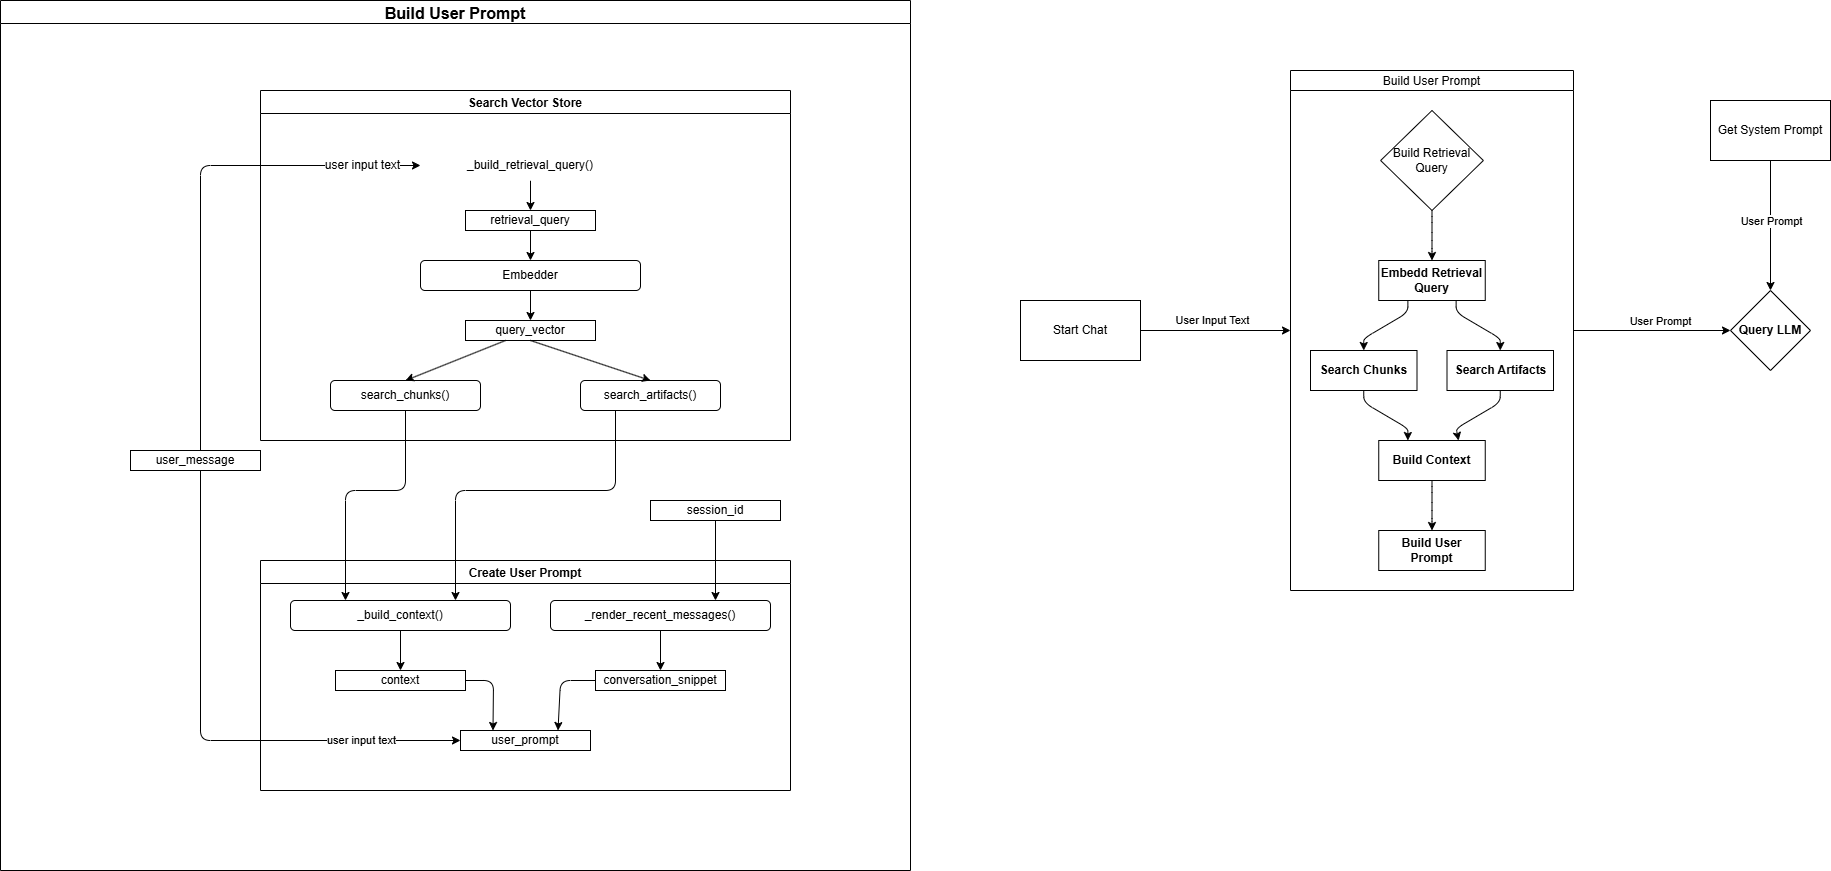 Build User Prompt
Search Vector Store
user input text
_build_retrieval_query()
retrieval_query
Embedder
query_vector
search_chunks()
search_artifacts()
user_message
session_id
Create User Prompt
_build_context()
_render_recent_messages()
context
conversation_snippet
user input text
user_prompt
Start Chat
User Input Text
Build User Prompt
Build Retrieval
Query
Embedd Retrieval
Query
Search Chunks
Search Artifacts
Build Context
Build User
Prompt
User Prompt
Get System Prompt
User Prompt
Query LLM